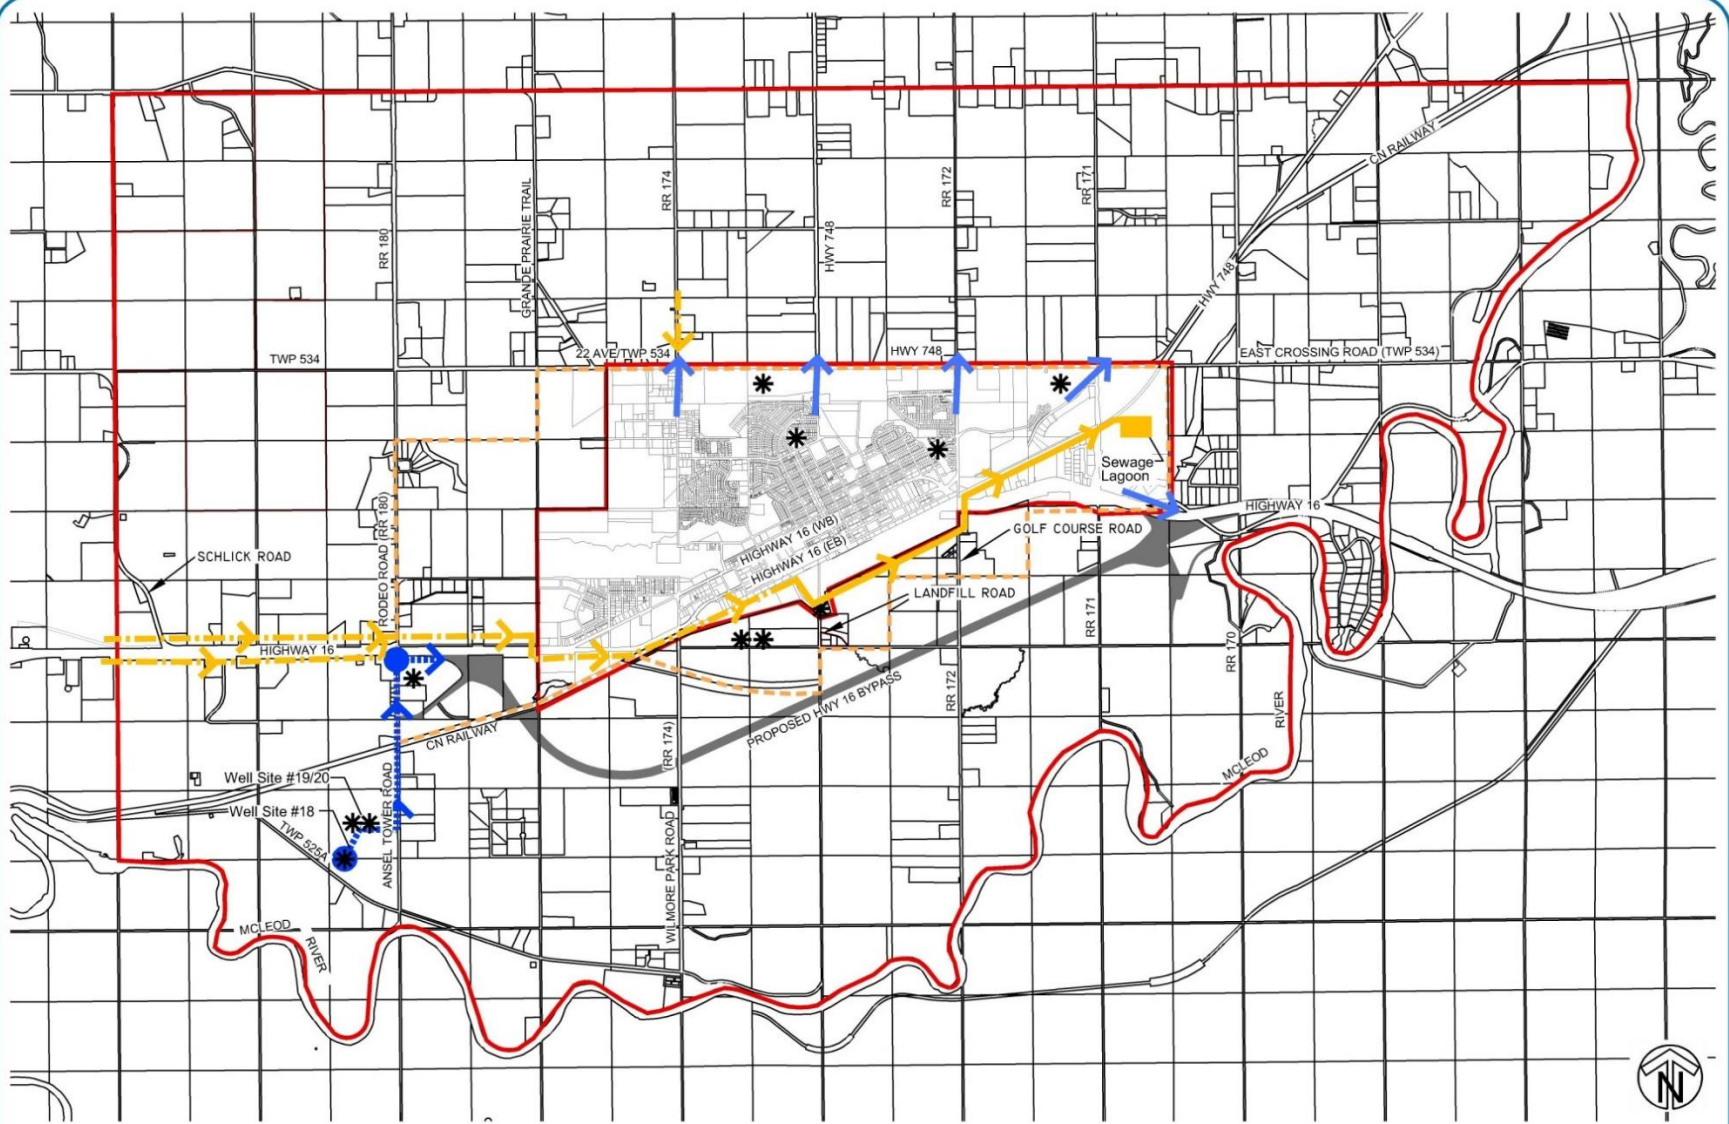 CN RAILWAY
RR 174
RR 172
RR 171
GRANDE PRAIRIE TRAIL
RR 180
HWY 748
HWY 748
TWP 534
22 AVE/TWP 534
HWY 748
EAST CROSSING ROAD (TWP 534)
Sewage
Lagoon
HIGHWAY 16
RODEO ROAD (RR 180)
HIGHWAY 16 (WB)
HIGHWAY 16 (EB)
GOLF COURSE ROAD
SCHLICK ROAD
LANDFILL ROAD
RR 171
RR 170
HIGHWAY 16
RR 172
PROPOSED HWY 16 BYPASS
CN RAILWAY
(RR 174)
RIVER
MCLEOD
Well Site #19/20
Well Site #18
TWP 525A
ANSEL TOWER ROAD
WILMORE PARK ROAD
MCLEOD
RIVER
N